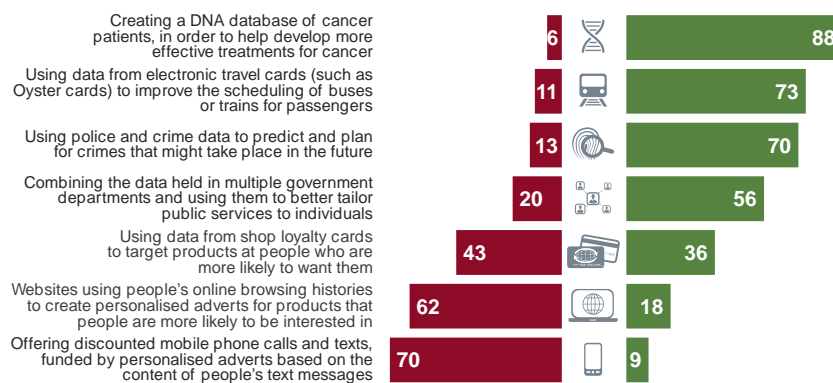 Creating a DNA database of cancer
patients, in order to help develop more
effective treatments for cancer
6
88
Using data from electronic travel cards (such as
Oyster cards) to improve the scheduling of buses
or trains for passengers
11
73
Using police and crime data to predict and plan
for crimes that might take place in the future
13
70
Combining the data held in multiple government
departments and using them to better tailor
public services to individuals
20
56
Using data from shop loyalty cards
to target products at people who are
more likely to want them
43
36
Websites using people's online browsing histories
to create personalised adverts for products that
people are more likely to be interested in
62
18
Offering discounted mobile phone calls and texts,
funded by personalised adverts based on the
content of people's text messages
70
9